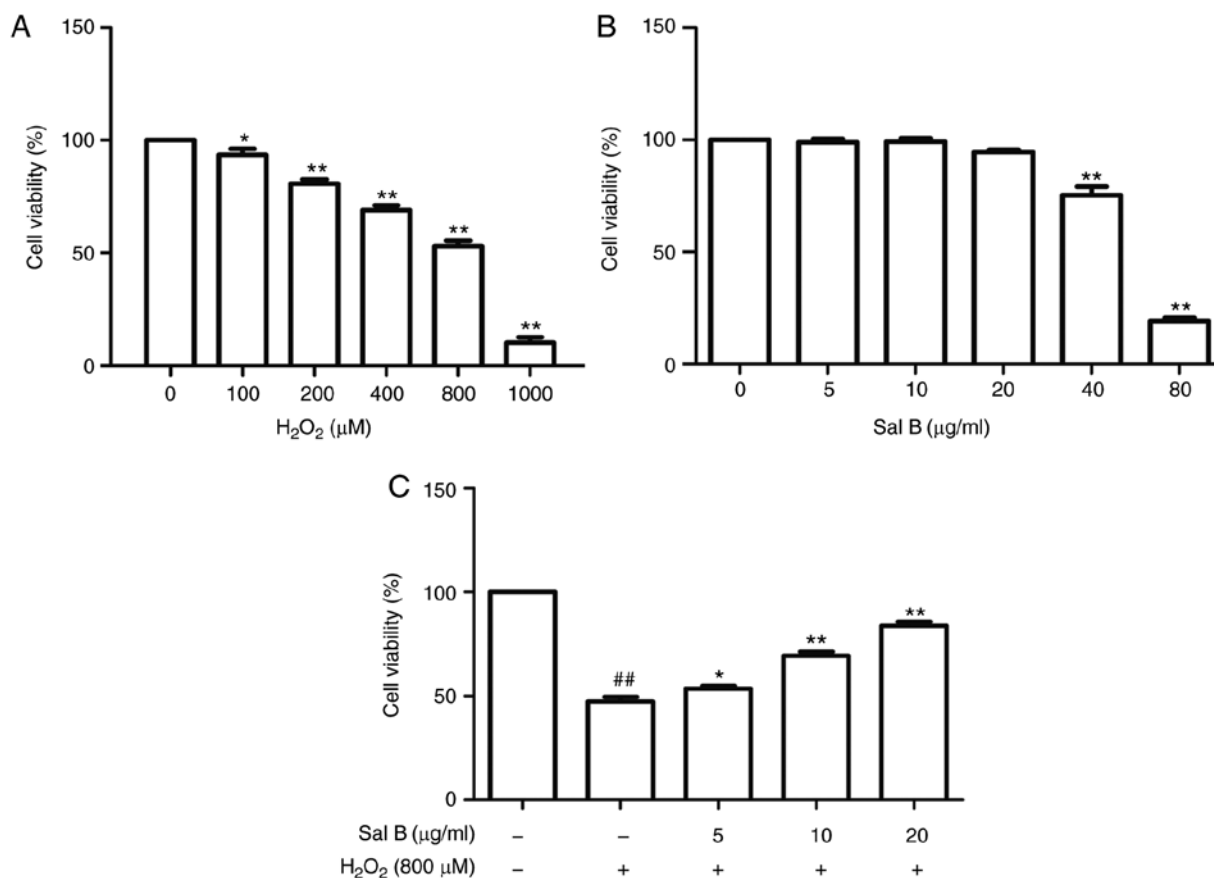 A
150
100
50
0
Cell viability (%)
*
**
**
**
**
0 100 200 400 800 1000
H₂O₂ (μM)
B
150
100
50
0
Cell viability (%)
**
**
0 5 10 20 40 80
Sal B (μg/ml)
C
150
100
50
0
Cell viability (%)
##
*
**
**
Sal B (μg/ml) – – 5 10 20
H₂O₂ (800 μM) – + + + +